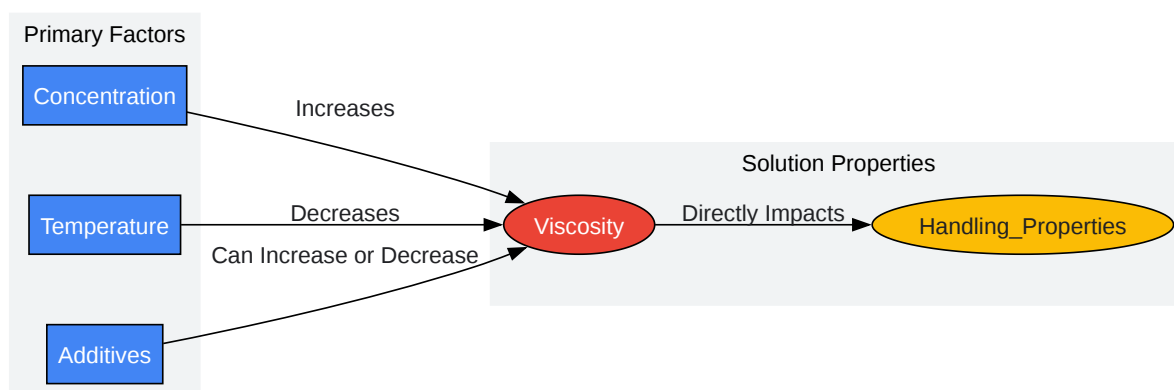 Primary Factors
Concentration
Increases
Solution Properties
Temperature
Decreases
Viscosity
Directly Impacts
Handling_Properties
Can Increase or Decrease
Additives